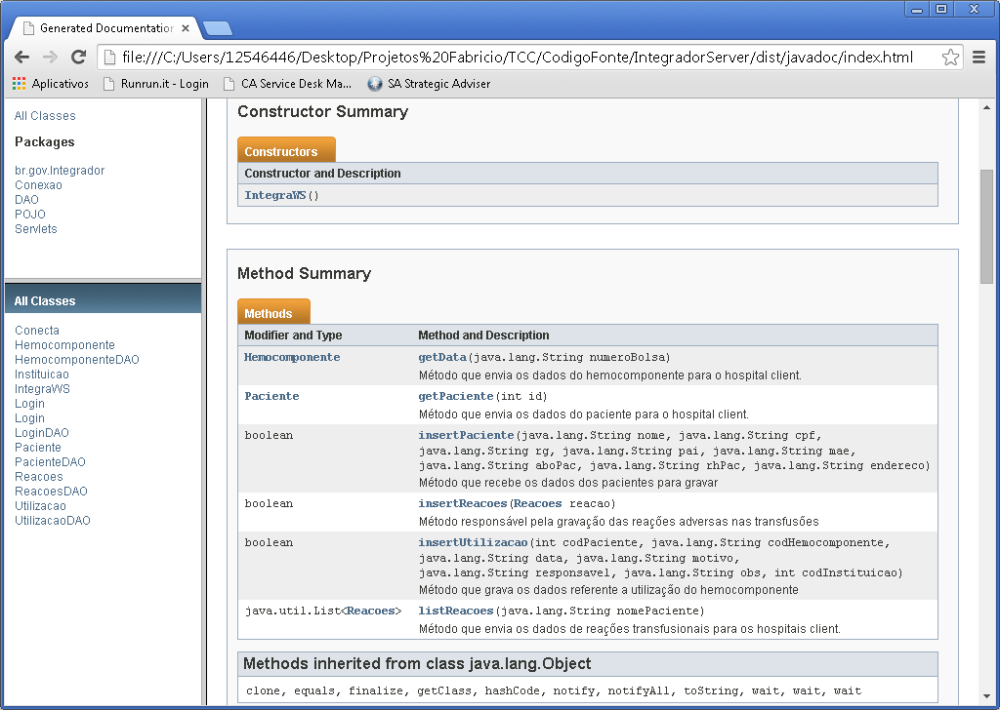 Generated Documentation
file:///C:/Users/12546446/Desktop/Projetos%20Fabricio/TCC/CodigoFonte/IntegradorServer/dist/javadoc/index.html
Aplicativos Runrun.it - Login CA Service Desk Ma... SA Strategic Adviser
All Classes
Packages
br.gov.Integrador
Conexao
DAO
POJO
Servlets
All Classes
Conecta
Hemocomponente
HemocomponenteDAO
Instituicao
IntegraWS
Login
Login
LoginDAO
Paciente
PacienteDAO
Reacoes
ReacoesDAO
Utilizacao
UtilizacaoDAO
Constructor Summary
Constructors
Constructor and Description
IntegraWS()
Method Summary
Methods
Modifier and Type Method and Description
Hemocomponente getData(java.lang.String numeroBolsa)
Método que envia os dados do hemocomponente para o hospital client.
Paciente getPaciente(int id)
Método que envia os dados do paciente para o hospital client.
boolean insertPaciente(java.lang.String nome, java.lang.String cpf,
java.lang.String rg, java.lang.String pai, java.lang.String mae,
java.lang.String aboPac, java.lang.String rhPac, java.lang.String endereco)
Método que recebe os dados dos pacientes para gravar
boolean insertReacoes(Reacoes reacao)
Método responsável pela gravação das reações adversas nas transfusões
boolean insertUtilizacao(int codPaciente, java.lang.String codHemocomponente,
java.lang.String data, java.lang.String motivo,
java.lang.String responsavel, java.lang.String obs, int codInstituicao)
Método que grava os dados referente a utilização do hemocomponente
java.util.List<Reacoes> listReacoes(java.lang.String nomePaciente)
Método que envia os dados de reações transfusionais para os hospitais client.
Methods inherited from class java.lang.Object
clone, equals, finalize, getClass, hashCode, notify, notifyAll, toString, wait, wait, wait